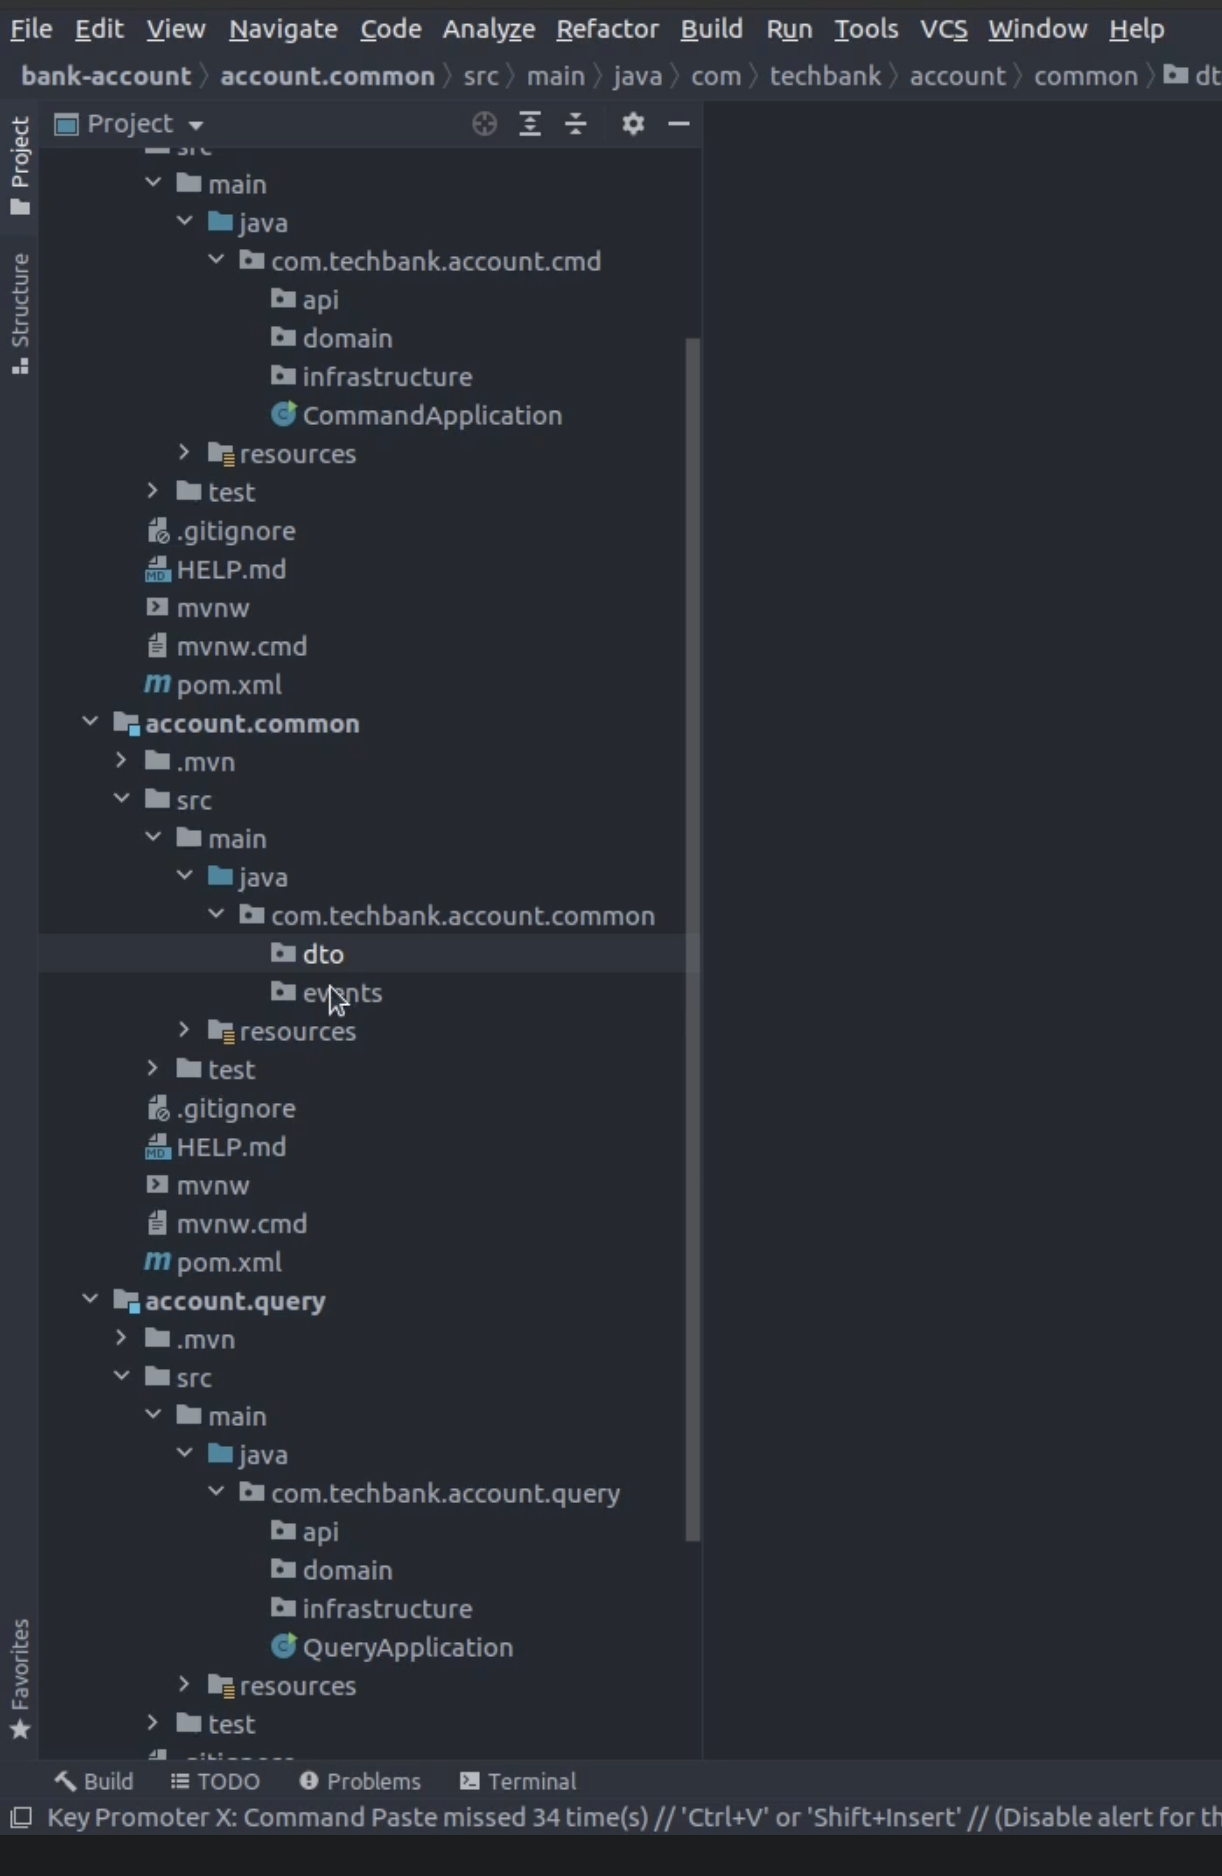 File Edit View Navigate Code Analyze Refactor Build Run Tools VCS Window Help
bank-account account.common src main java com techbank account common dt
Project
Project
Structure
Favorites
src
main
java
com.techbank.account.cmd
api
domain
infrastructure
CommandApplication
resources
test
.gitignore
HELP.md
mvnw
mvnw.cmd
pom.xml
account.common
.mvn
src
main
java
com.techbank.account.common
dto
events
resources
test
.gitignore
HELP.md
mvnw
mvnw.cmd
pom.xml
account.query
.mvn
src
main
java
com.techbank.account.query
api
domain
infrastructure
QueryApplication
resources
test
.gitignore
Build TODO Problems Terminal
Key Promoter X: Command Paste missed 34 time(s) // 'Ctrl+V' or 'Shift+Insert' // (Disable alert for th